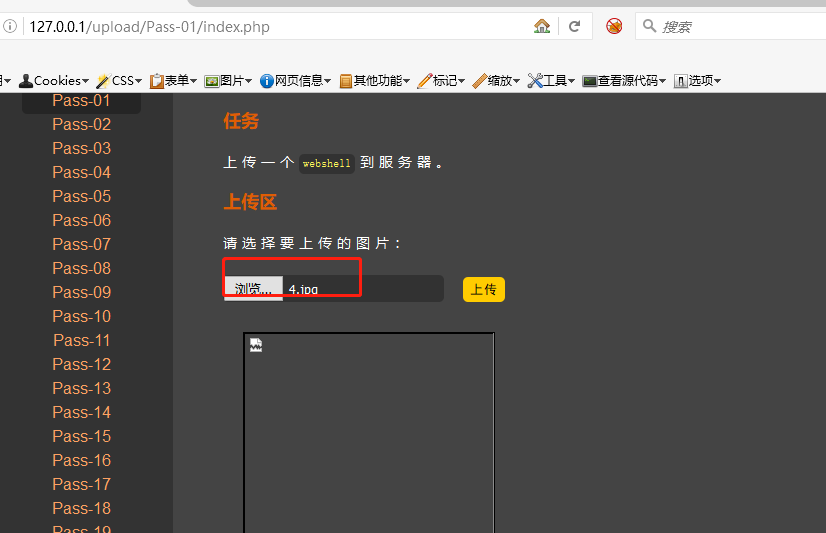 127.0.0.1/upload/Pass-01/index.php
搜索
Cookies CSS 表单 图片 网页信息 其他功能 标记 缩放 工具 查看源代码 选项
Pass-01
Pass-02
Pass-03
Pass-04
Pass-05
Pass-06
Pass-07
Pass-08
Pass-09
Pass-10
Pass-11
Pass-12
Pass-13
Pass-14
Pass-15
Pass-16
Pass-17
Pass-18
Pass-19
任务
上传一个 webshell 到服务器。
上传区
请选择要上传的图片：
浏览... 4.jpg 上传